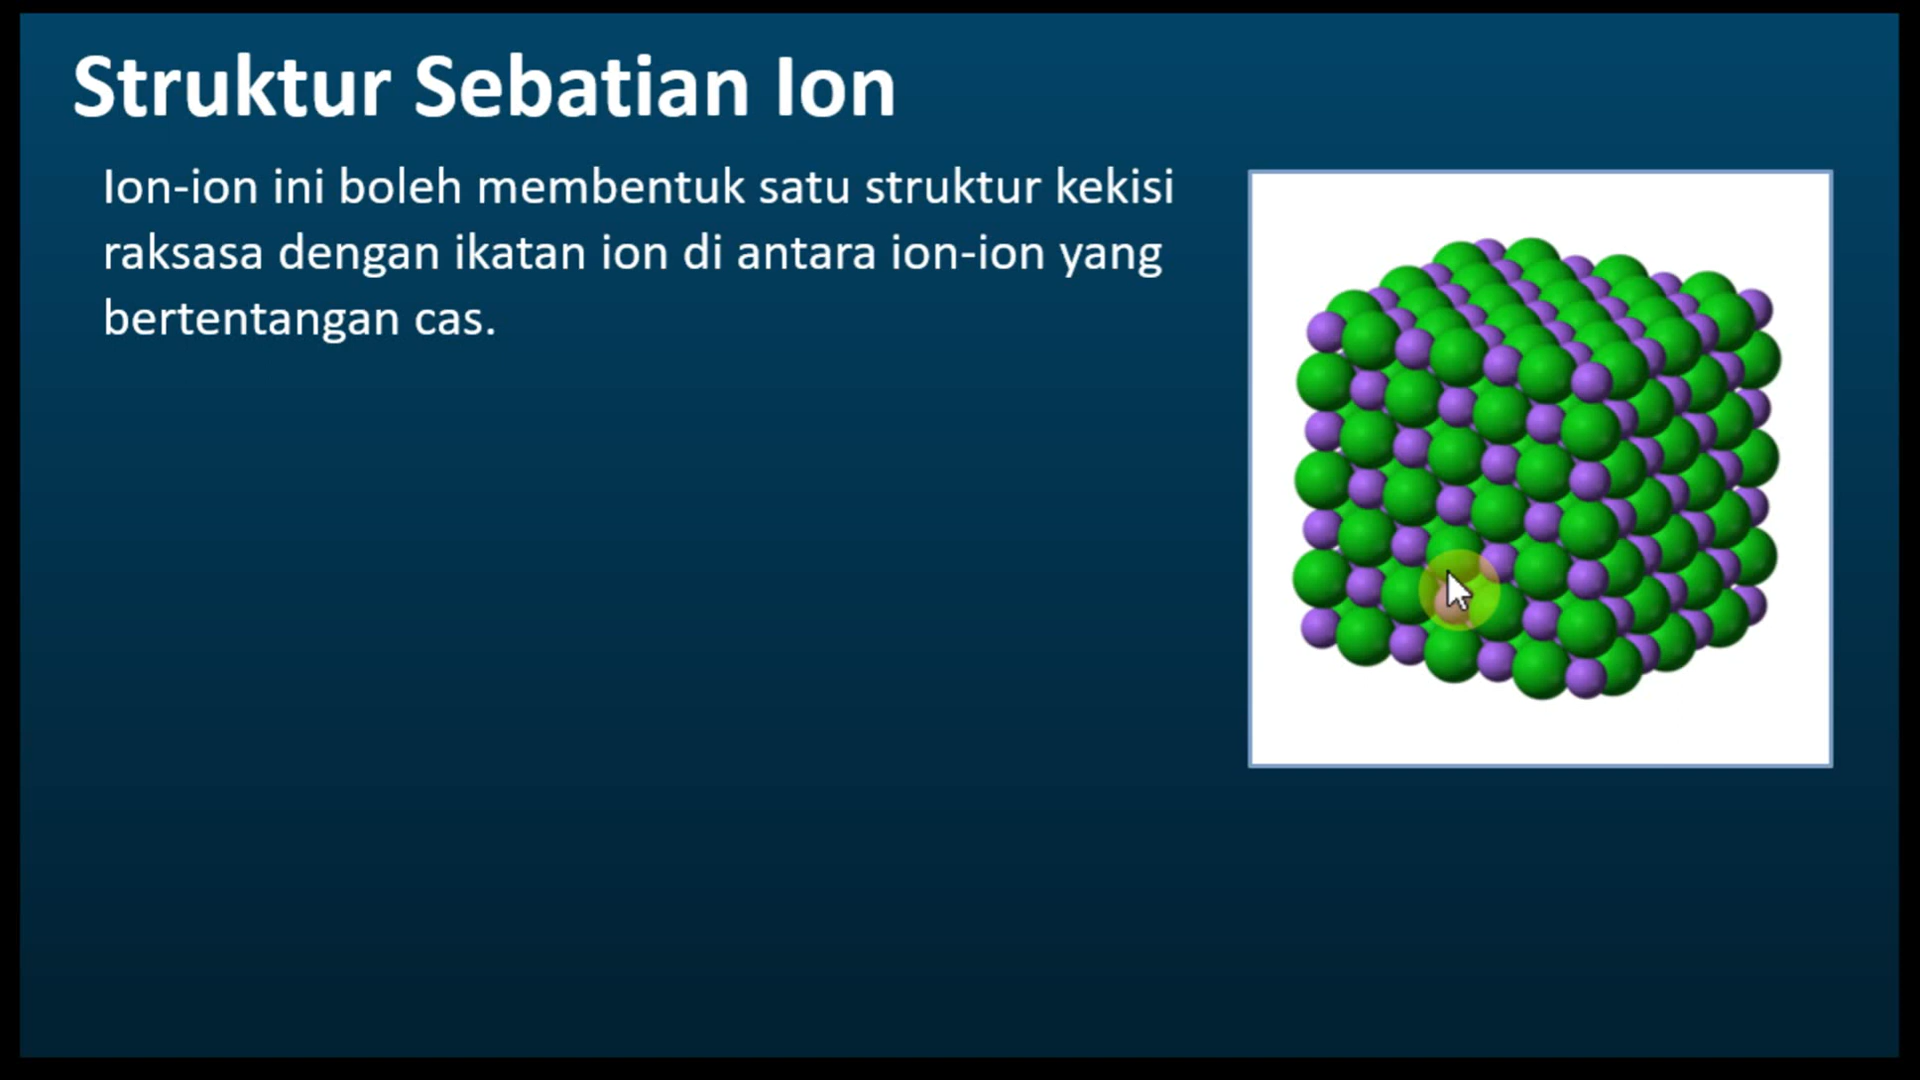 Struktur Sebatian Ion
Ion-ion ini boleh membentuk satu struktur kekisi
raksasa dengan ikatan ion di antara ion-ion yang
bertentangan cas.